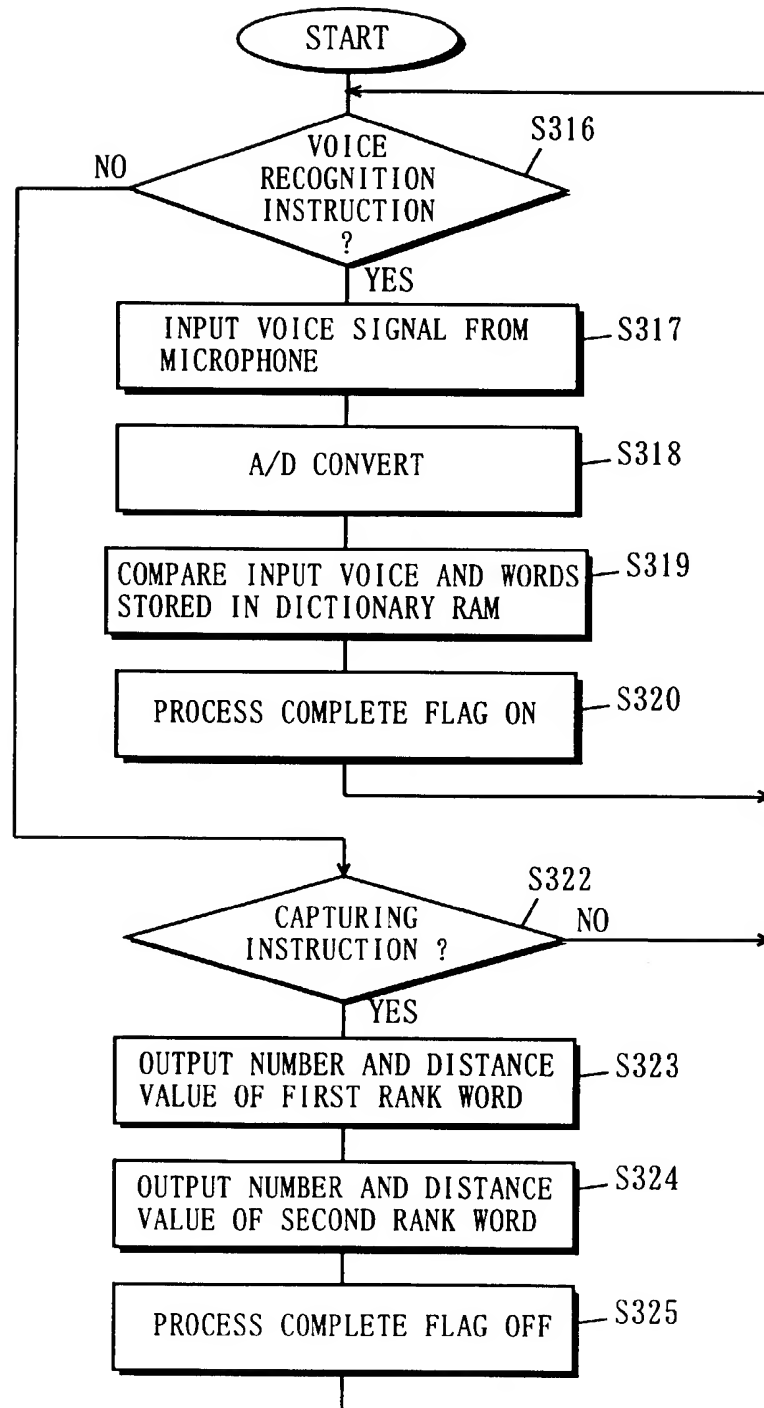 START
S316
NO
VOICE
RECOGNITION
INSTRUCTION
?
YES
INPUT VOICE SIGNAL FROM
MICROPHONE
S317
A/D CONVERT
S318
COMPARE INPUT VOICE AND WORDS
STORED IN DICTIONARY RAM
S319
PROCESS COMPLETE FLAG ON
S320
S322
CAPTURING
INSTRUCTION ?
NO
YES
OUTPUT NUMBER AND DISTANCE
VALUE OF FIRST RANK WORD
S323
OUTPUT NUMBER AND DISTANCE
VALUE OF SECOND RANK WORD
S324
PROCESS COMPLETE FLAG OFF
S325